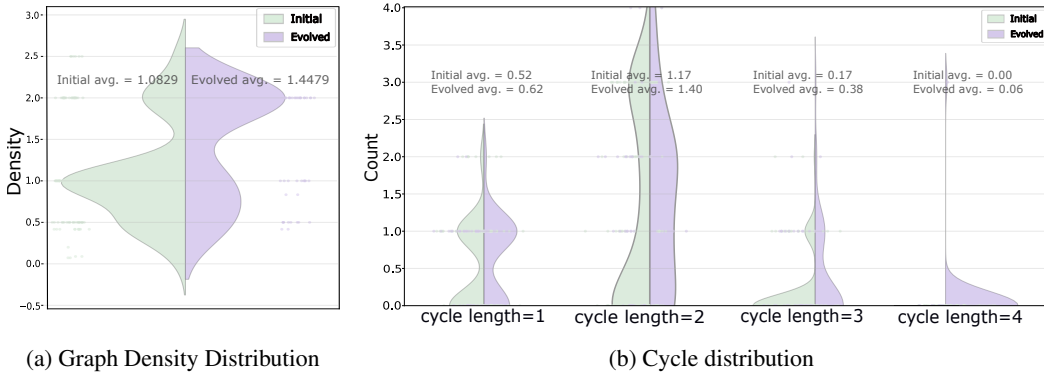 3.0
2.5
2.0
1.5
1.0
0.5
0.0
−0.5
Density
Initial
Evolved
Initial avg. = 1.0829
Evolved avg. = 1.4479
(a) Graph Density Distribution
4.0
3.5
3.0
2.5
2.0
1.5
1.0
0.5
0.0
Count
Initial
Evolved
Initial avg. = 0.52
Evolved avg. = 0.62
Initial avg. = 1.17
Evolved avg. = 1.40
Initial avg. = 0.17
Evolved avg. = 0.38
Initial avg. = 0.00
Evolved avg. = 0.06
cycle length=1
cycle length=2
cycle length=3
cycle length=4
(b) Cycle distribution